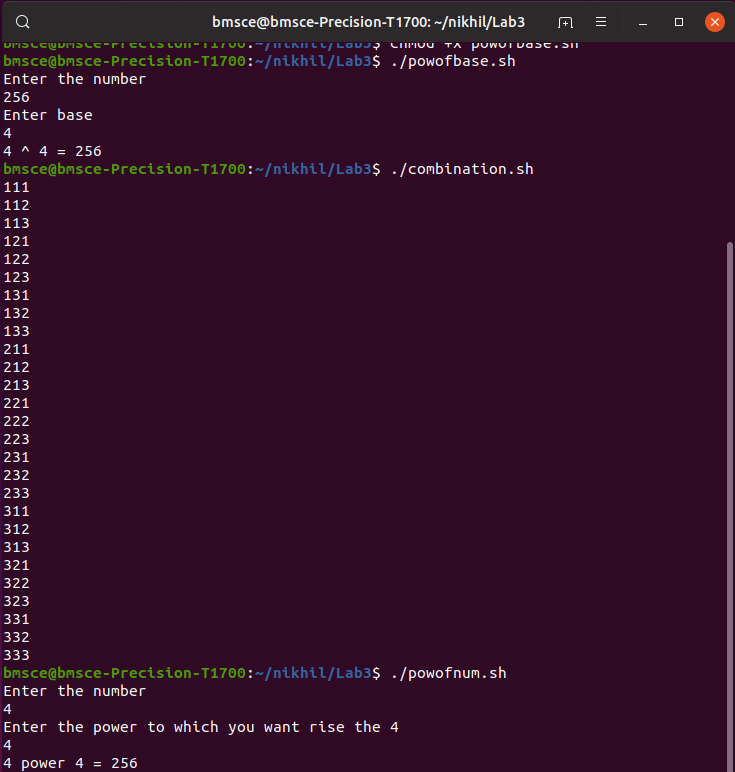 bmsce@bmsce-Precision-T1700: ~/nikhil/Lab3
bmsce@bmsce-Precision-T1700:~/nikhil/Lab3$ chmod +x powofbase.sh
bmsce@bmsce-Precision-T1700:~/nikhil/Lab3$ ./powofbase.sh
Enter the number
256
Enter base
4
4 ^ 4 = 256
bmsce@bmsce-Precision-T1700:~/nikhil/Lab3$ ./combination.sh
111
112
113
121
122
123
131
132
133
211
212
213
221
222
223
231
232
233
311
312
313
321
322
323
331
332
333
bmsce@bmsce-Precision-T1700:~/nikhil/Lab3$ ./powofnum.sh
Enter the number
4
Enter the power to which you want rise the 4
4
4 power 4 = 256